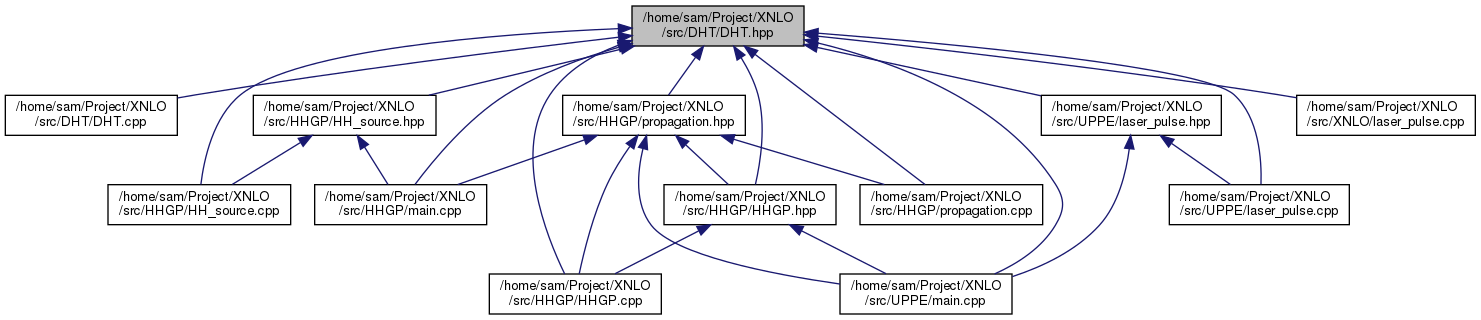 /home/sam/Project/XNLO
/src/DHT/DHT.hpp
/home/sam/Project/XNLO
/src/DHT/DHT.cpp
/home/sam/Project/XNLO
/src/HHGP/HH_source.hpp
/home/sam/Project/XNLO
/src/HHGP/propagation.hpp
/home/sam/Project/XNLO
/src/UPPE/laser_pulse.hpp
/home/sam/Project/XNLO
/src/XNLO/laser_pulse.cpp
/home/sam/Project/XNLO
/src/HHGP/HH_source.cpp
/home/sam/Project/XNLO
/src/HHGP/main.cpp
/home/sam/Project/XNLO
/src/HHGP/HHGP.hpp
/home/sam/Project/XNLO
/src/HHGP/propagation.cpp
/home/sam/Project/XNLO
/src/UPPE/laser_pulse.cpp
/home/sam/Project/XNLO
/src/HHGP/HHGP.cpp
/home/sam/Project/XNLO
/src/UPPE/main.cpp